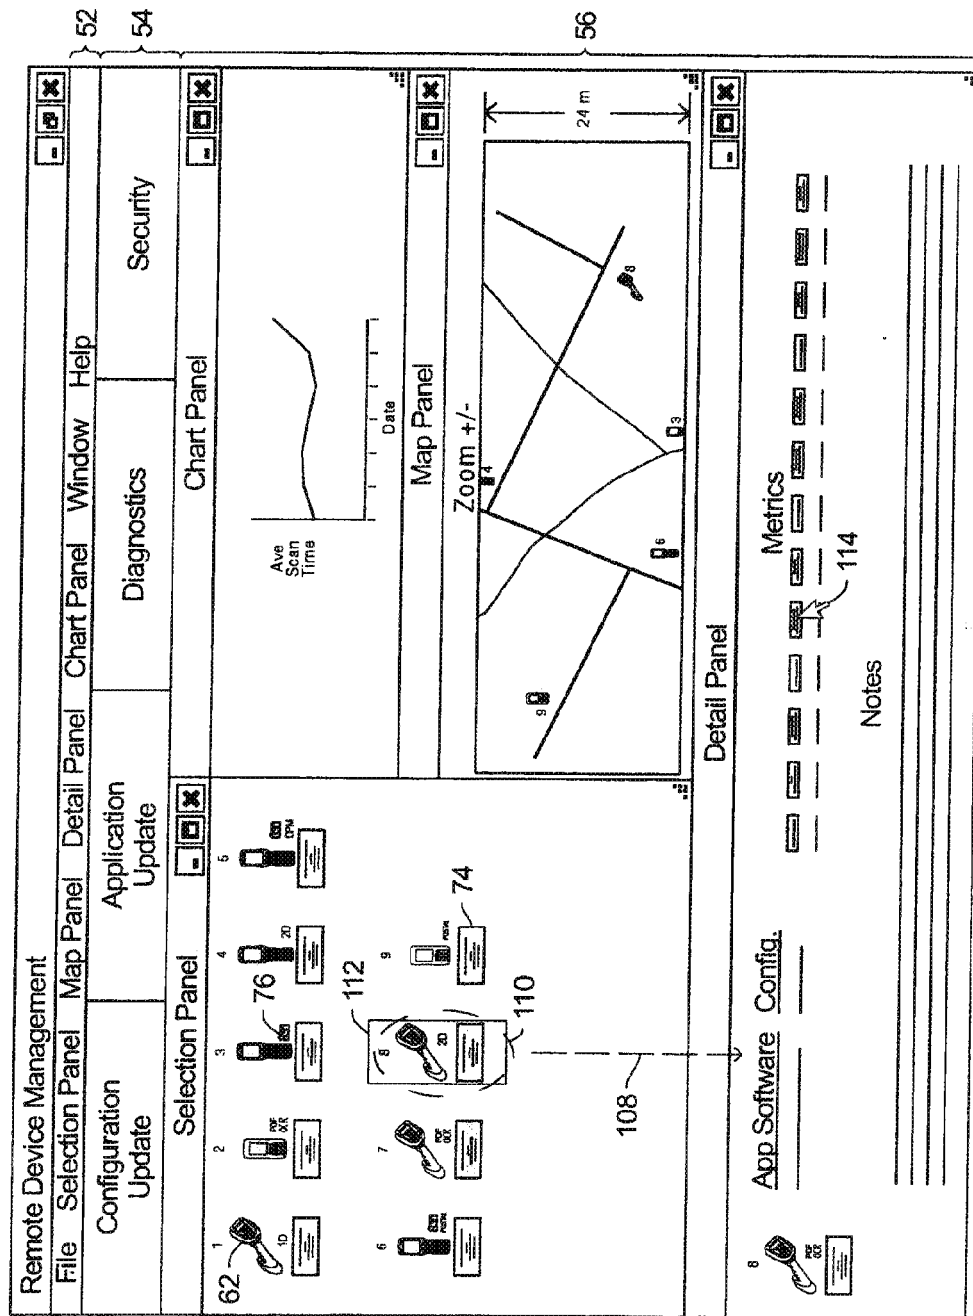 Remote Device Management
File Selection Panel Map Panel Detail Panel Chart Panel Window Help
52
Configuration
Update
Application
Update
Diagnostics
Security
54
Selection Panel
1
62
1D
2
PDF
OCR
3
76
4
2D
5
DPM
6
POSTAL
7
PDF
OCR
8
2D
112
110
9
POSTAL
74
108
Chart Panel
Ave
Scan
Time
Date
Map Panel
Zoom +/-
9
6
4
3
8
24 m
56
Detail Panel
8
PDF
OCR
App Software
Config.
Metrics
114
Notes